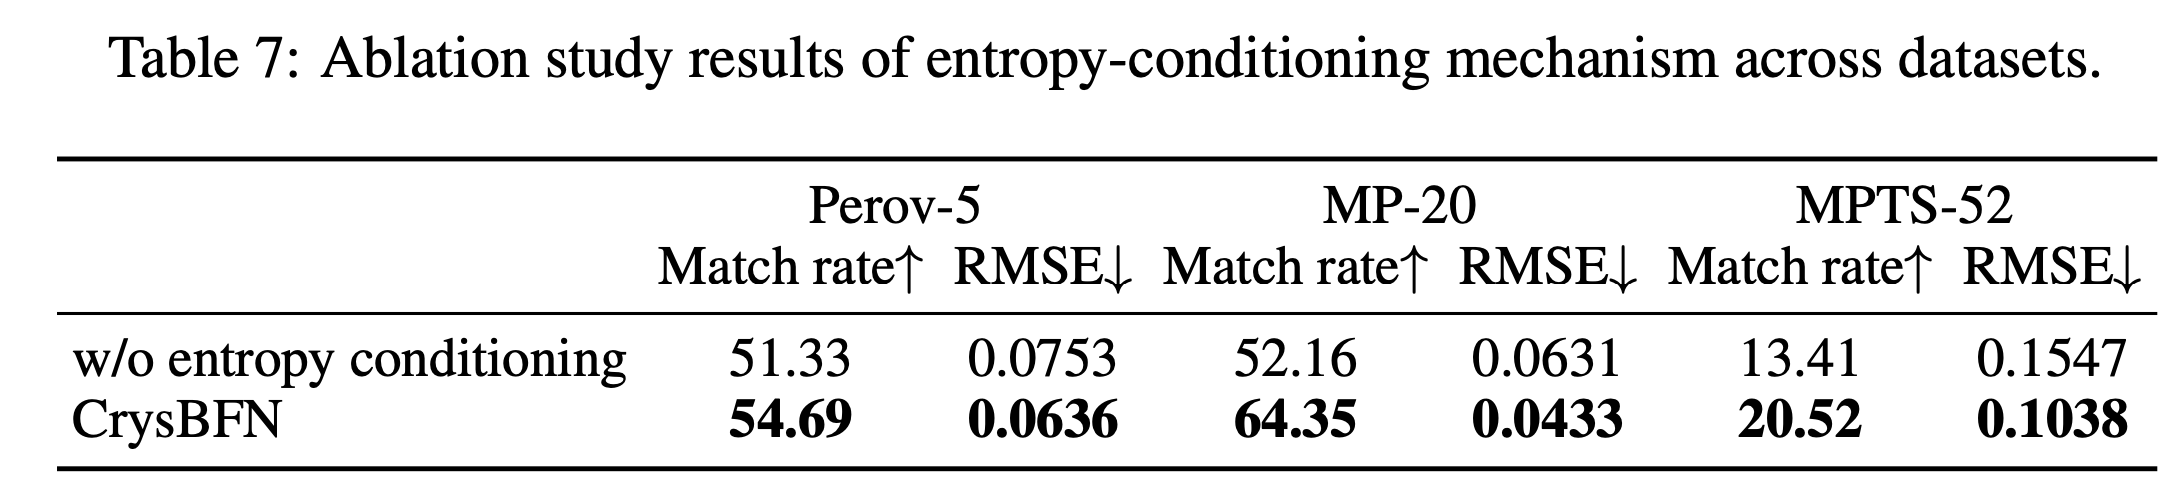 Table 7: Ablation study results of entropy-conditioning mechanism across datasets.
Perov-5 MP-20 MPTS-52
Match rate↑ RMSE↓ Match rate↑ RMSE↓ Match rate↑ RMSE↓
w/o entropy conditioning 51.33 0.0753 52.16 0.0631 13.41 0.1547
CrysBFN 54.69 0.0636 64.35 0.0433 20.52 0.1038